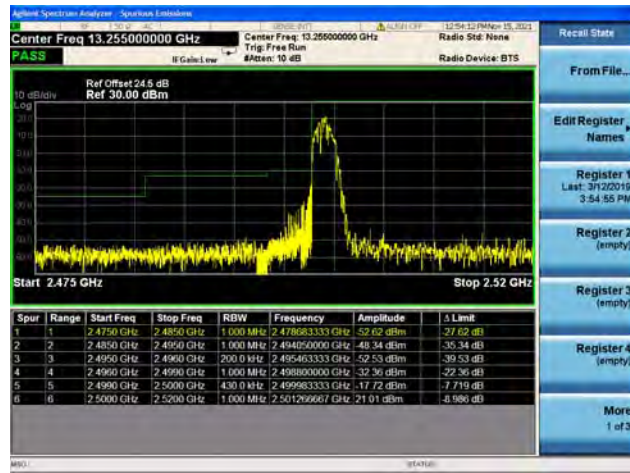 Agilent Spectrum Analyzer - Spurious Emissions
RF 50 Ω AC SENSE:INT ALIGN OFF 12:54:12 PM Nov 15, 2021
Center Freq 13.255000000 GHz
Center Freq: 13.255000000 GHz
Radio Std: None
Trig: Free Run
PASS
IFGain:Low
#Atten: 10 dB
Radio Device: BTS
Ref Offset 24.5 dB
10 dB/div Ref 30.00 dBm
Log
Start 2.475 GHz
Stop 2.52 GHz
Spur Range Start Freq Stop Freq RBW Frequency Amplitude Δ Limit
1 1 2.4750 GHz 2.4850 GHz 1.000 MHz 2.478683333 GHz -52.62 dBm -27.62 dB
2 2 2.4850 GHz 2.4950 GHz 1.000 MHz 2.494050000 GHz -48.34 dBm -35.34 dB
3 3 2.4950 GHz 2.4960 GHz 200.0 kHz 2.495463333 GHz -52.53 dBm -39.53 dB
4 4 2.4960 GHz 2.4990 GHz 1.000 MHz 2.498800000 GHz -32.36 dBm -22.36 dB
5 5 2.4990 GHz 2.5000 GHz 430.0 kHz 2.499983333 GHz -17.72 dBm -7.719 dB
6 6 2.5000 GHz 2.5200 GHz 1.000 MHz 2.501266667 GHz 21.01 dBm -8.986 dB
MSG
STATUS
Recall State
From File...
Edit Register
Names
Register 1
Last: 3/12/2019
3:54:55 PM
Register 2
(empty)
Register 3
(empty)
Register 4
(empty)
More
1 of 3